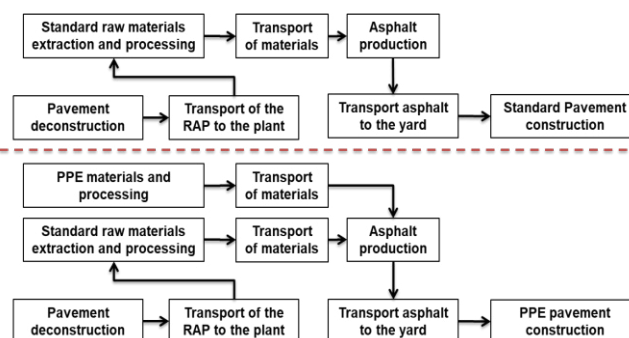 Standard raw materials
extraction and processing
Transport
of materials
Asphalt
production
Pavement
deconstruction
Transport of the
RAP to the plant
Transport asphalt
to the yard
Standard Pavement
construction
PPE materials and
processing
Transport
of materials
Standard raw materials
extraction and processing
Transport
of materials
Asphalt
production
Pavement
deconstruction
Transport of the
RAP to the plant
Transport asphalt
to the yard
PPE pavement
construction